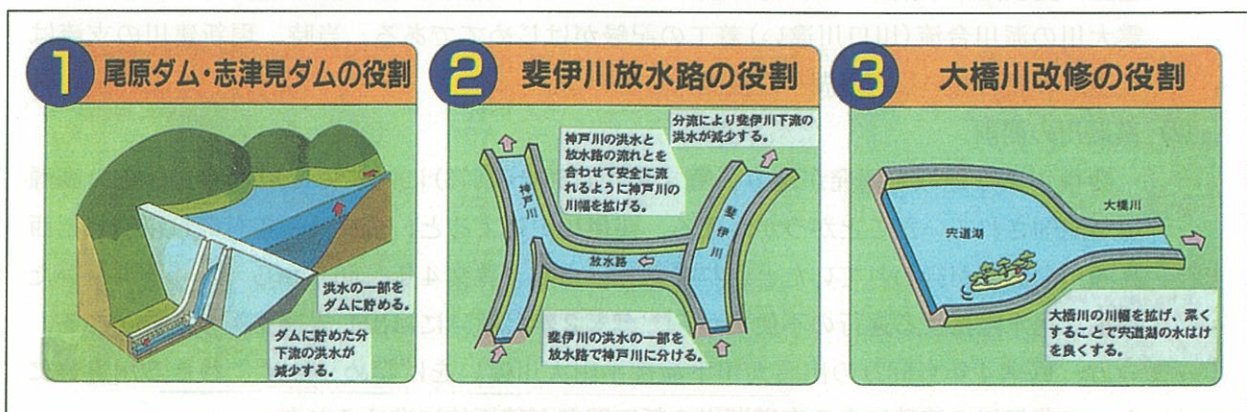 1
尾原ダム・志津見ダムの役割
洪水の一部を
ダムに貯める。
ダムに貯めた分
下流の洪水が
減少する。
2
斐伊川放水路の役割
分流により斐伊川下流の
洪水が減少する。
神戸川の洪水と
放水路の流れとを
合わせて安全に流
れるように神戸川の
川幅を拡げる。
神戸川
斐伊川
放水路
斐伊川の洪水の一部を
放水路で神戸川に分ける。
3
大橋川改修の役割
大橋川
宍道湖
大橋川の川幅を拡げ、深く
することで宍道湖の水はけ
を良くする。